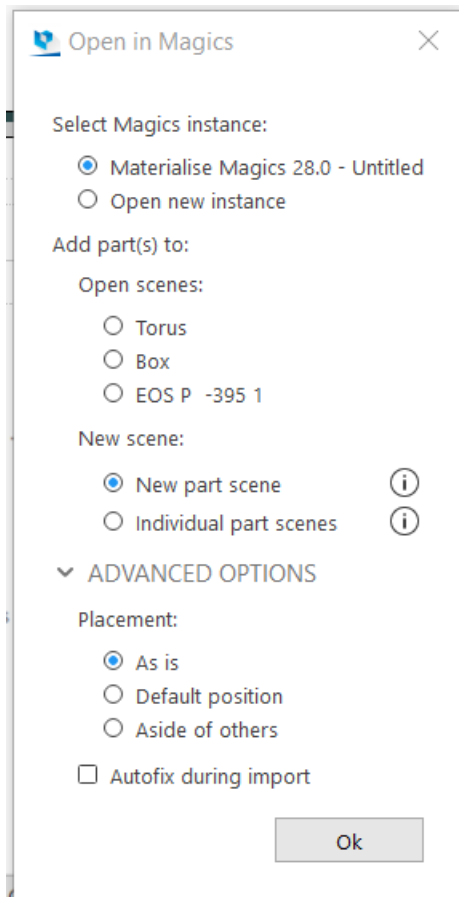 Open in Magics
Select Magics instance:
Materialise Magics 28.0 - Untitled
Open new instance
Add part(s) to:
Open scenes:
Torus
Box
EOS P -395 1
New scene:
New part scene
Individual part scenes
ADVANCED OPTIONS
Placement:
As is
Default position
Aside of others
Autofix during import
Ok